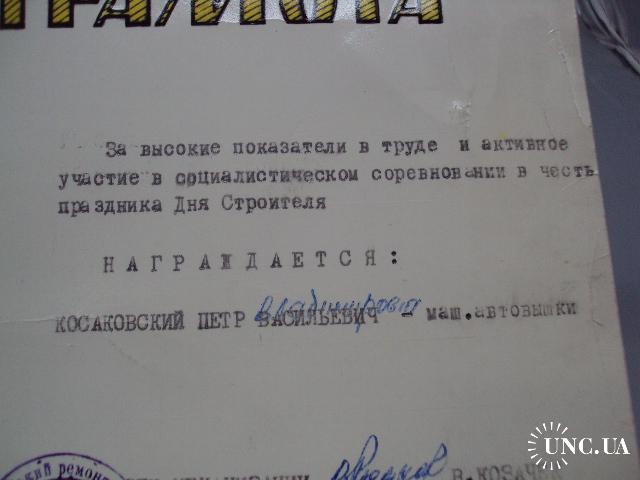 ГРАМОТА
За высокие показатели в труде и активное
участие в социалистическом соревновании в честь
праздника Дня Строителя
НАГРАЖДАЕТСЯ:
Владимирович
КОСАКОВСКИЙ ПЕТР ВАСИЛЬЕВИЧ - маш.автовышки
В.КОЗАЧЕК
UNC.UA